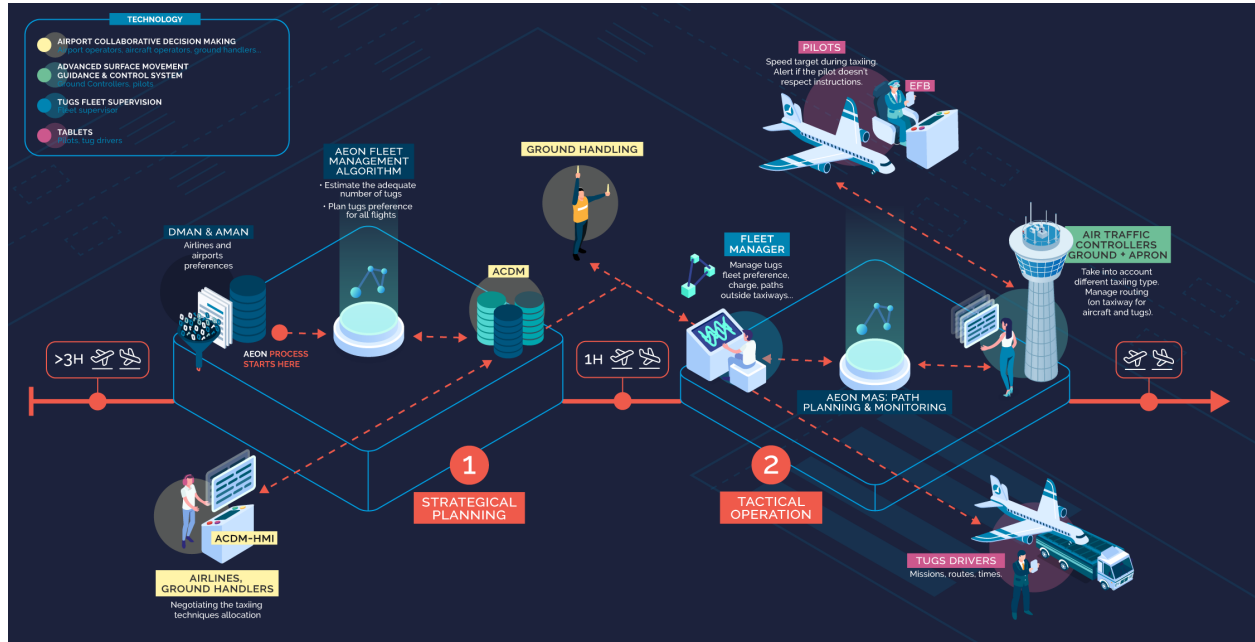 TECHNOLOGY
AIRPORT COLLABORATIVE DECISION MAKING
Airport operators, aircraft operators, ground handlers...
ADVANCED SURFACE MOVEMENT
GUIDANCE & CONTROL SYSTEM
Ground Controllers, pilots
TUGS FLEET SUPERVISION
Fleet supervisor
TABLETS
Pilots, tug drivers
PILOTS
Speed target during taxiing.
Alert if the pilot doesn't
respect instructions.
EFB
AEON FLEET
MANAGEMENT
ALGORITHM
• Estimate the adequate
number of tugs
• Plan tugs preference
for all flights
GROUND HANDLING
DMAN & AMAN
Airlines and
airports
preferences
ACDM
FLEET
MANAGER
Manage tugs
fleet preference,
charge, paths
outside taxiways...
AIR TRAFFIC
CONTROLLERS
GROUND + APRON
Take into account
different taxiing type.
Manage routing
(on taxiway for
aircraft and tugs).
AEON PROCESS
STARTS HERE
>3H
1H
AEON MAS: PATH
PLANNING & MONITORING
1
STRATEGICAL
PLANNING
2
TACTICAL
OPERATION
ACDM-HMI
AIRLINES,
GROUND HANDLERS
Negotiating the taxiing
techniques allocation
TUGS DRIVERS
Missions, routes, times.